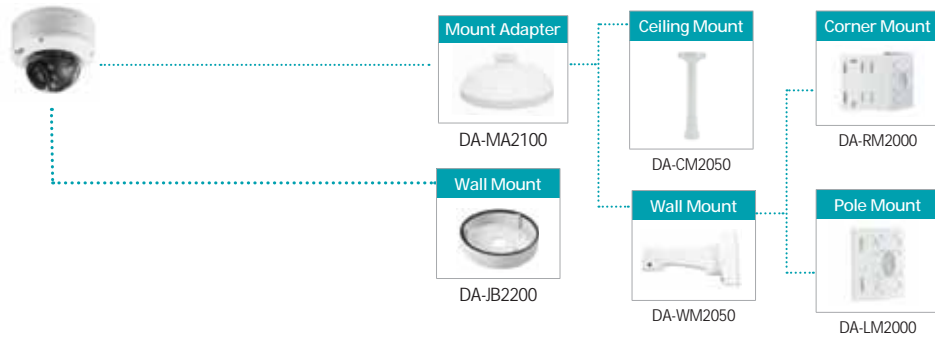 Mount Adapter
DA-MA2100
Ceiling Mount
DA-CM2050
Corner Mount
DA-RM2000
Wall Mount
DA-JB2200
Wall Mount
DA-WM2050
Pole Mount
DA-LM2000